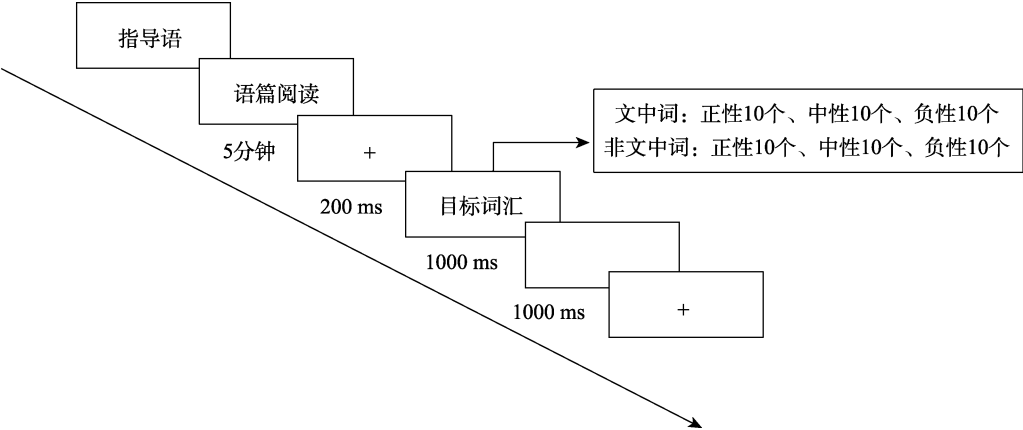 指导语
语篇阅读
5分钟
+
200 ms
目标词汇
1000 ms
1000 ms
+
文中词：正性10个、中性10个、负性10个
非文中词：正性10个、中性10个、负性10个